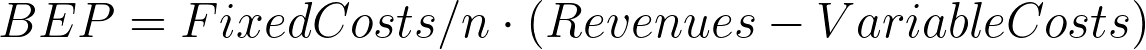 BEP = FixedCosts/n · (Revenues − VariableCosts)